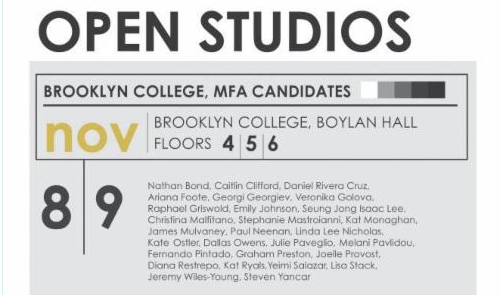 OPEN STUDIOS
BROOKLYN COLLEGE, MFA CANDIDATES
nov
BROOKLYN COLLEGE, BOYLAN HALL
FLOORS 4|5|6
8|9
Nathan Bond, Caitlin Clifford, Daniel Rivera Cruz,
Ariana Foote, Georgi Georgiev, Veronika Golova,
Raphael Griswold, Emily Johnson, Seung Jong Isaac Lee,
Christina Malfitano, Stephanie Mastroianni, Kat Monaghan,
James Mulvaney, Paul Neenan, Linda Lee Nicholas,
Kate Ostler, Dallas Owens, Julie Paveglio, Melani Pavlidou,
Fernando Pintado, Graham Preston, Joelle Provost,
Diana Restrepo, Kat Ryals,Yeimi Salazar, Lisa Stack,
Jeremy Wiles-Young, Steven Yancar